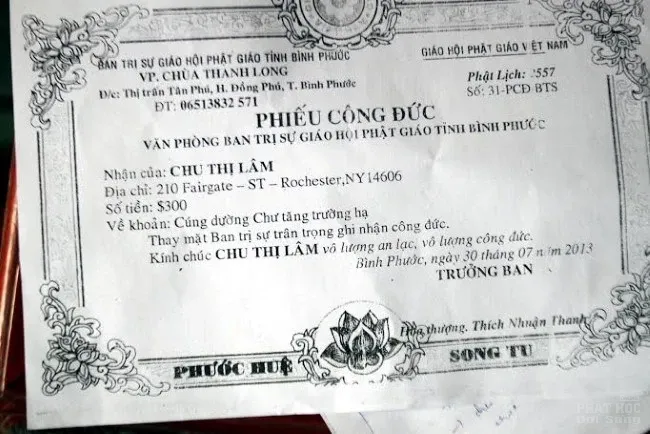 BAN TRỊ SỰ GIÁO HỘI PHẬT GIÁO TỈNH BÌNH PHƯỚC
GIÁO HỘI PHẬT GIÁO VIỆT NAM
VP. CHÙA THANH LONG
Đ/c: Thị trấn Tân Phú, H. Đồng Phú, T. Bình Phước
ĐT: 06513832 571
Phật Lịch: 2557
Số: 31-PCĐ BTS
PHIẾU CÔNG ĐỨC
VĂN PHÒNG BAN TRỊ SỰ GIÁO HỘI PHẬT GIÁO TỈNH BÌNH PHƯỚC
Nhận của: CHU THỊ LÂM
Địa chỉ: 210 Fairgate – ST – Rochester,NY14606
Số tiền: $300
Về khoản: Cúng dường Chư tăng trường hạ
Thay mặt Ban trị sự trân trọng ghi nhận công đức.
Kính chúc CHU THỊ LÂM vô lượng an lạc, vô lượng công đức.
Bình Phước, ngày 30 tháng 07 năm 2013
TRƯỞNG BAN
Hòa thượng. Thích Nhuận Thanh
PHƯỚC HUỆ
SONG TU
PHẬT HỌC